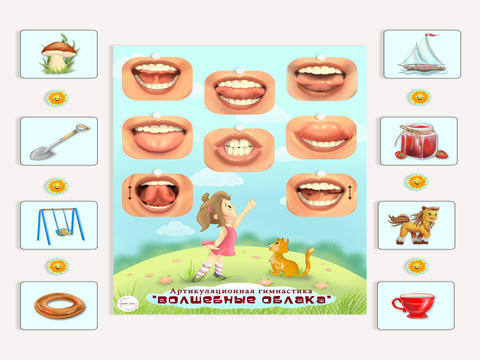 Артикуляционная гимнастика
"ВОЛШЕБНЫЕ ОБЛАКА"